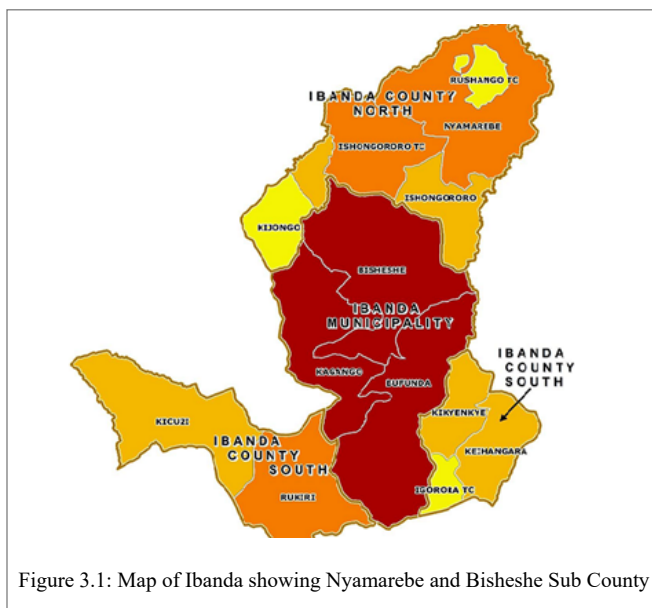 RUSHANGO TC
IBANDA COUNTY
NORTH
NYAMAREBE
ISHONGORORO TC
ISHONGORORO
KIJONGO
BISHESHE
IBANDA
MUNICIPALITY
KAGANGO
BUFUNDA
IBANDA
COUNTY
SOUTH
KICUZI
KIKYENKYE
KEIHANGARA
IBANDA
COUNTY
SOUTH
RUKIRI
IGORORA TC
Figure 3.1: Map of Ibanda showing Nyamarebe and Bisheshe Sub County